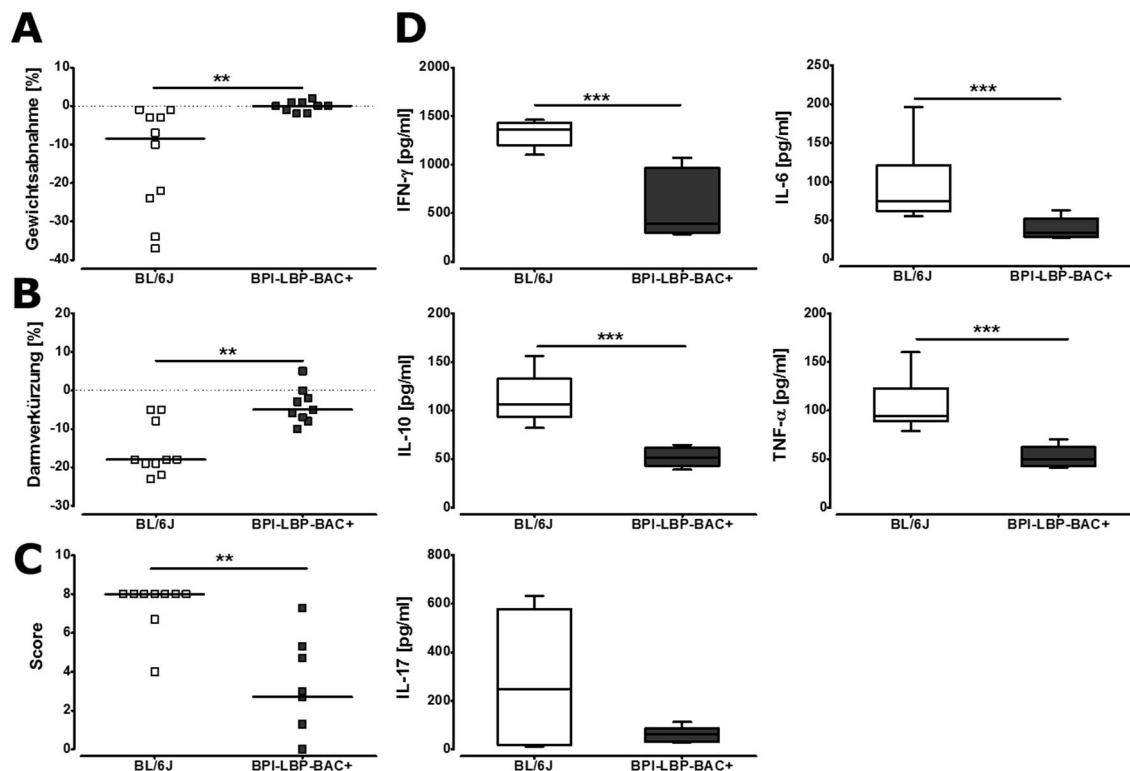 A
Gewichtsabnahme [%]
0
-10
-20
-30
-40
**
BL/6J
BPI-LBP-BAC+
B
Darmverkürzung [%]
20
10
0
-10
-20
-30
**
BL/6J
BPI-LBP-BAC+
C
Score
10
8
6
4
2
0
**
BL/6J
BPI-LBP-BAC+
D
IFN-γ [pg/ml]
2000
1500
1000
500
0
***
BL/6J
BPI-LBP-BAC+
IL-6 [pg/ml]
250
200
150
100
50
0
***
BL/6J
BPI-LBP-BAC+
IL-10 [pg/ml]
200
150
100
50
0
***
BL/6J
BPI-LBP-BAC+
TNF-α [pg/ml]
200
150
100
50
0
***
BL/6J
BPI-LBP-BAC+
IL-17 [pg/ml]
800
600
400
200
0
BL/6J
BPI-LBP-BAC+